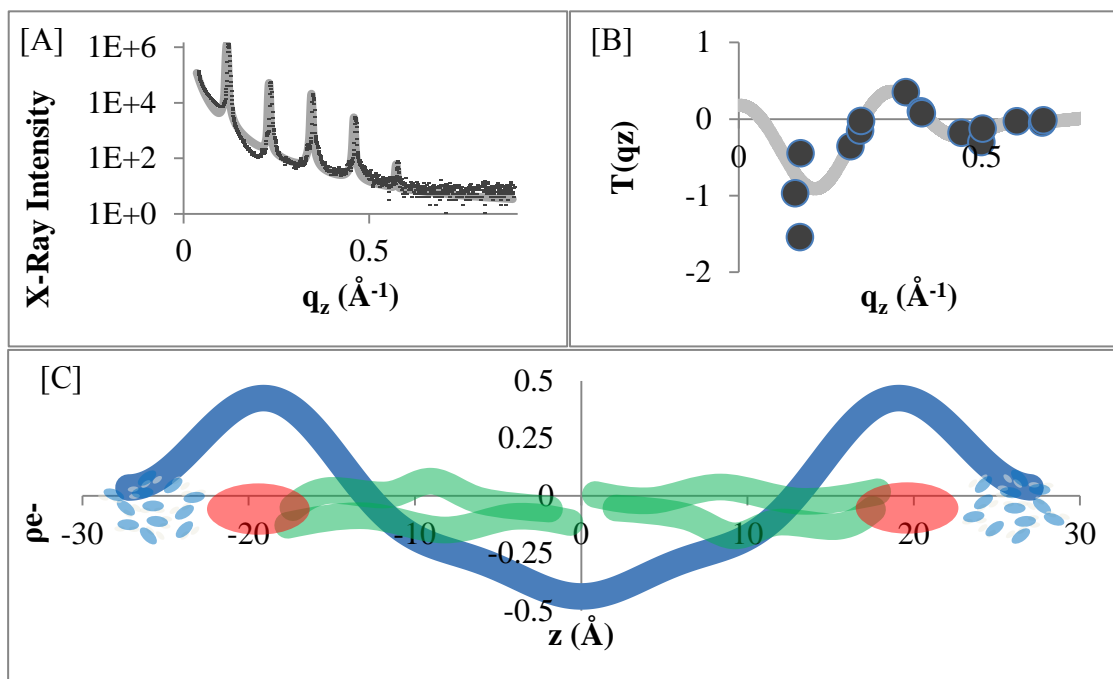 [A]
X-Ray Intensity
1E+6
1E+4
1E+2
1E+0
0
0.5
qz (Å-1)
[B]
T(qz)
1
0
-1
-2
0
0.5
qz (Å-1)
[C]
ρe-
0.5
0.25
0
-0.25
-0.5
-30
-20
-10
0
10
20
30
z (Å)